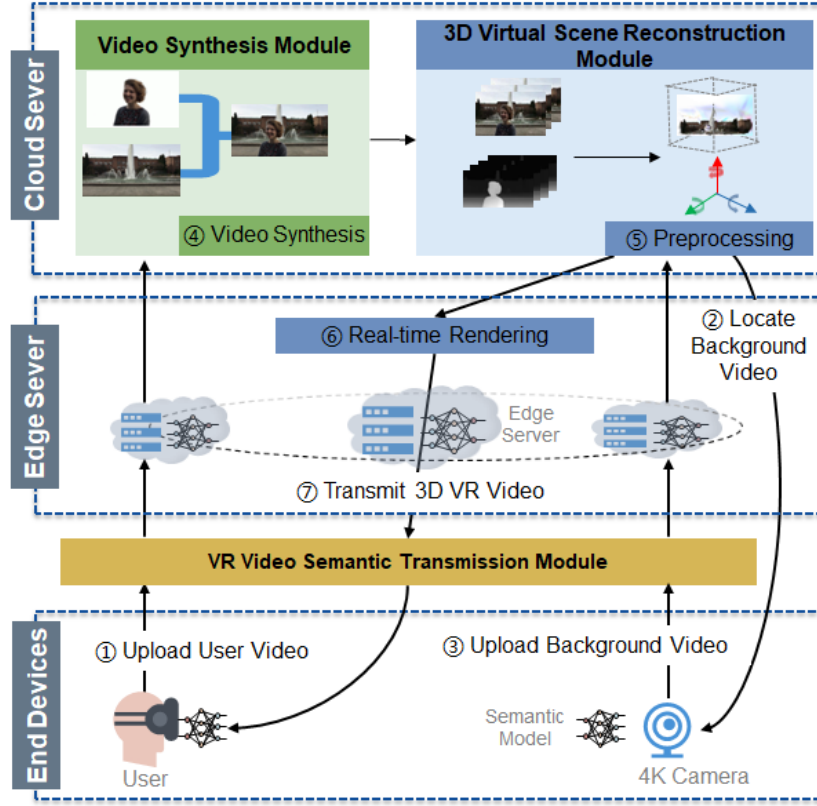 Cloud Sever
Video Synthesis Module
④ Video Synthesis
3D Virtual Scene Reconstruction
Module
⑤ Preprocessing
Edge Sever
⑥ Real-time Rendering
② Locate
Background
Video
Edge
Server
⑦ Transmit 3D VR Video
VR Video Semantic Transmission Module
End Devices
① Upload User Video
③ Upload Background Video
User
Semantic
Model
4K Camera